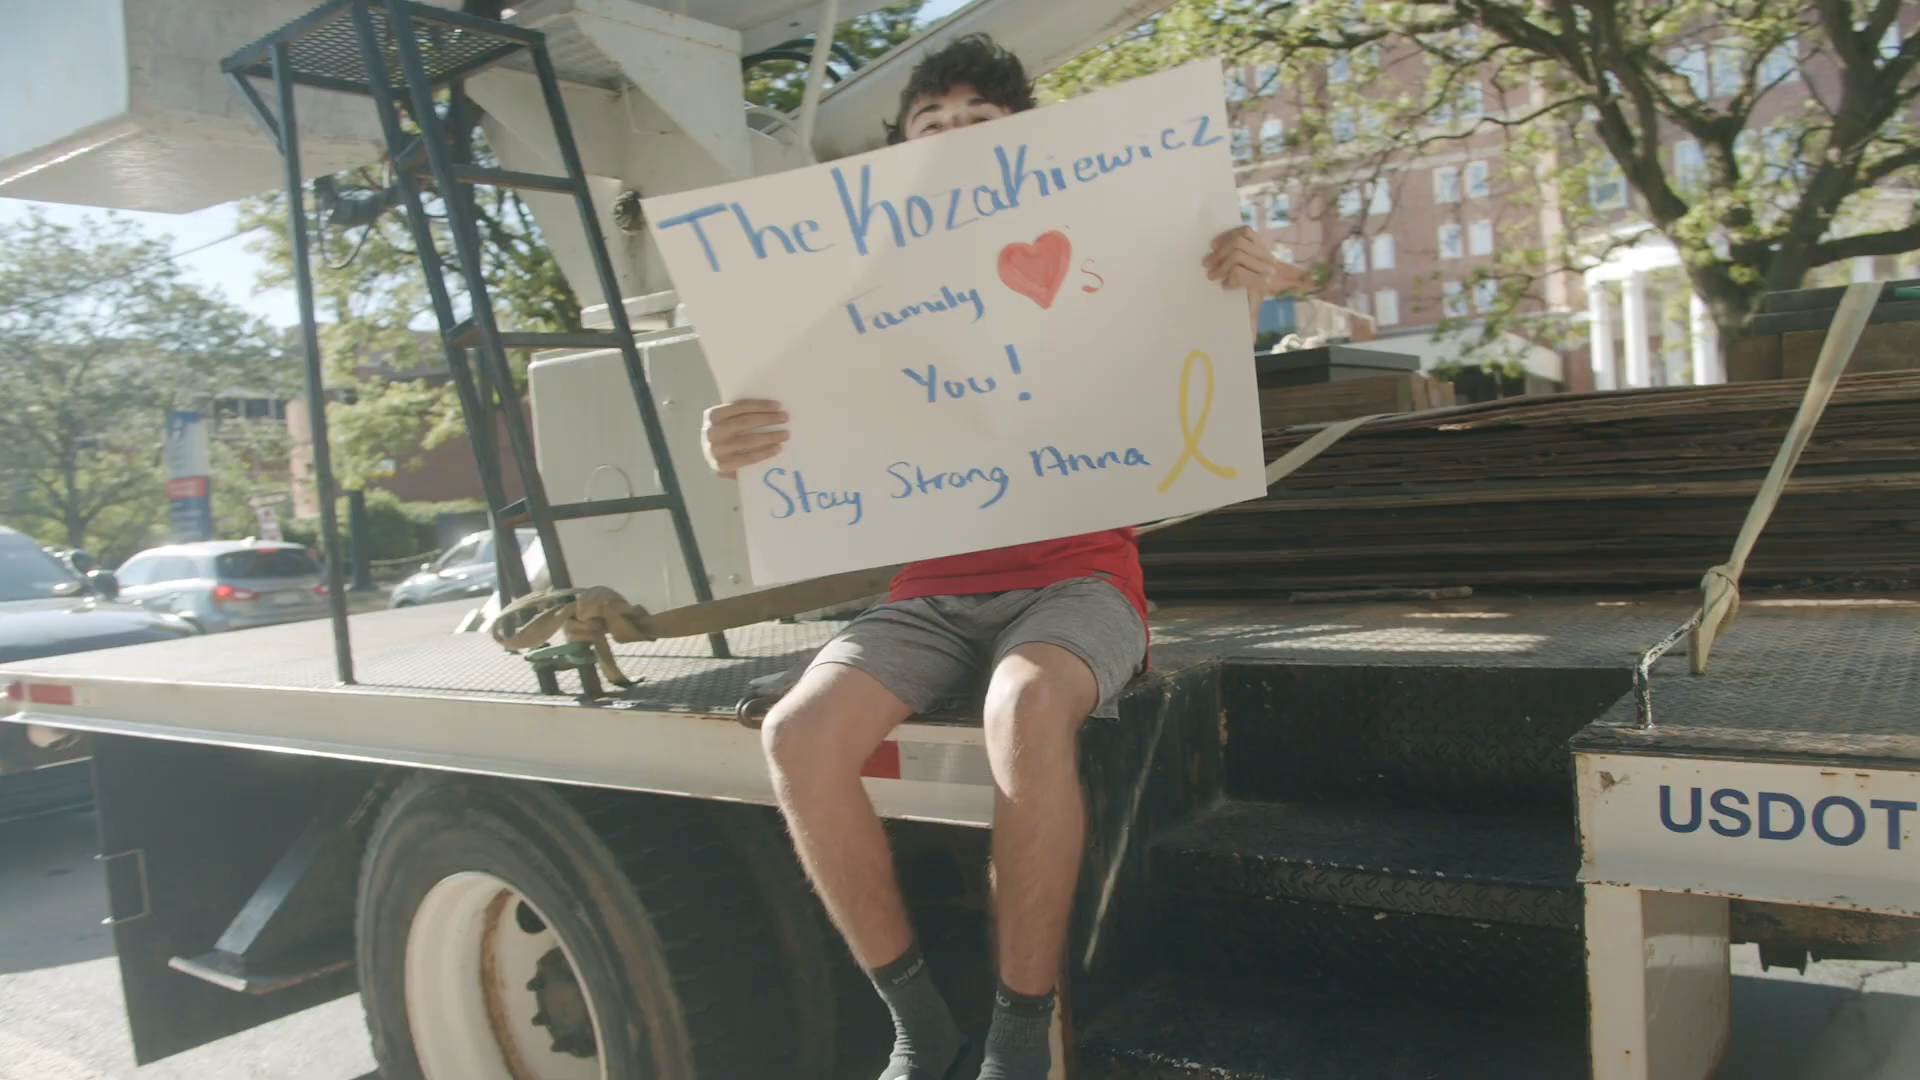 The Kozakiewicz
Family ❤s
You!
Stay Strong Anna
USDOT